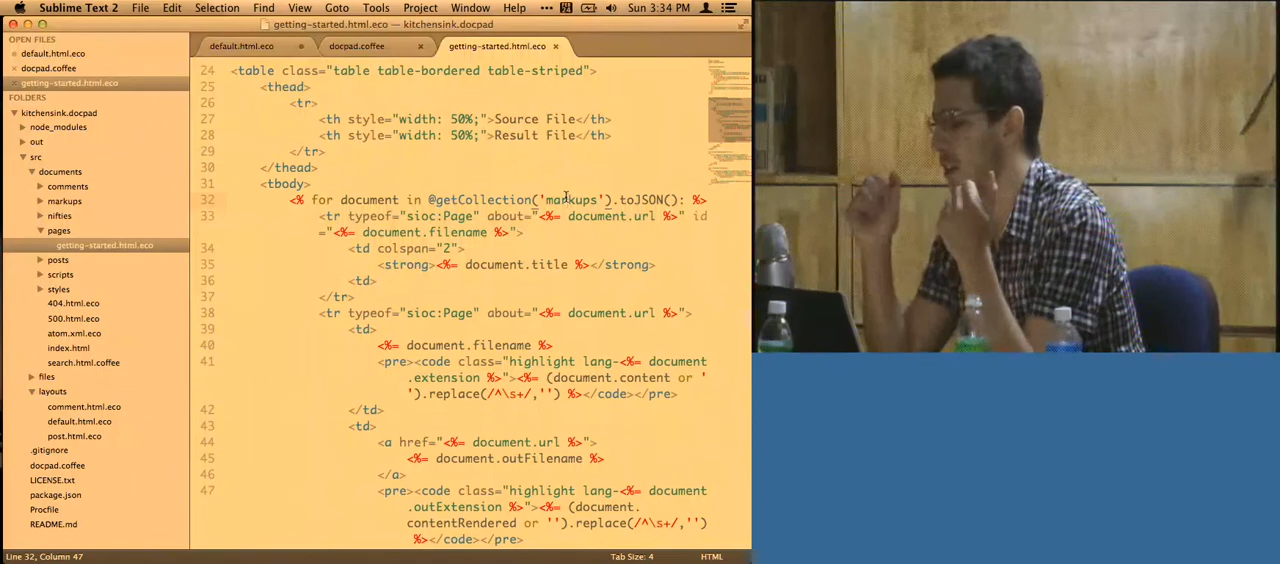 Sublime Text 2 File Edit Selection Find View Goto Tools Project Window Help Sun 3:34 PM
getting-started.html.eco — kitchensink.docpad
OPEN FILES
default.html.eco
docpad.coffee
getting-started.html.eco
FOLDERS
kitchensink.docpad
node_modules
out
src
documents
comments
markups
nifties
pages
getting-started.html.eco
posts
scripts
styles
404.html.eco
500.html.eco
atom.xml.eco
index.html
search.html.coffee
files
layouts
comment.html.eco
default.html.eco
post.html.eco
.gitignore
docpad.coffee
LICENSE.txt
package.json
Procfile
README.md
default.html.eco docpad.coffee getting-started.html.eco
24 <table class="table table-bordered table-striped">
25 <thead>
26 <tr>
27 <th style="width: 50%;">Source File</th>
28 <th style="width: 50%;">Result File</th>
29 </tr>
30 </thead>
31 <tbody>
32 <% for document in @getCollection('markups').toJSON(): %>
33 <tr typeof="sioc:Page" about="<%= document.url %>" id
="<%= document.filename %>">
34 <td colspan="2">
35 <strong><%= document.title %></strong>
36 <td>
37 </tr>
38 <tr typeof="sioc:Page" about="<%= document.url %>">
39 <td>
40 <%= document.filename %>
41 <pre><code class="highlight lang-<%= document
.extension %>"><%= (document.content or '
').replace(/^\s+/,'') %></code></pre>
42 </td>
43 <td>
44 <a href="<%= document.url %>">
45 <%= document.outFilename %>
46 </a>
47 <pre><code class="highlight lang-<%= document
.outExtension %>"><%= (document.
contentRendered or '').replace(/^\s+/,'')
%></code></pre>
Line 32, Column 47 Tab Size: 4 HTML